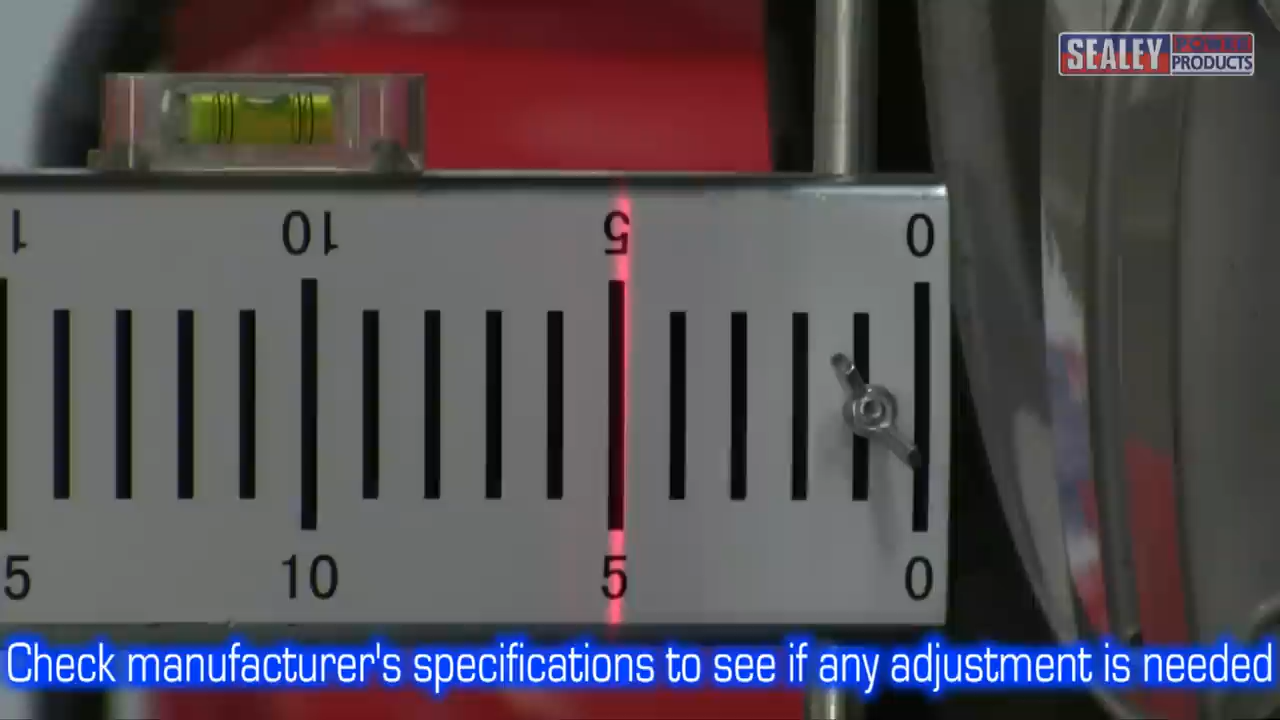 SEALEY POWER PRODUCTS
1 10 5 0
5 10 5 0
Check manufacturer's specifications to see if any adjustment is needed